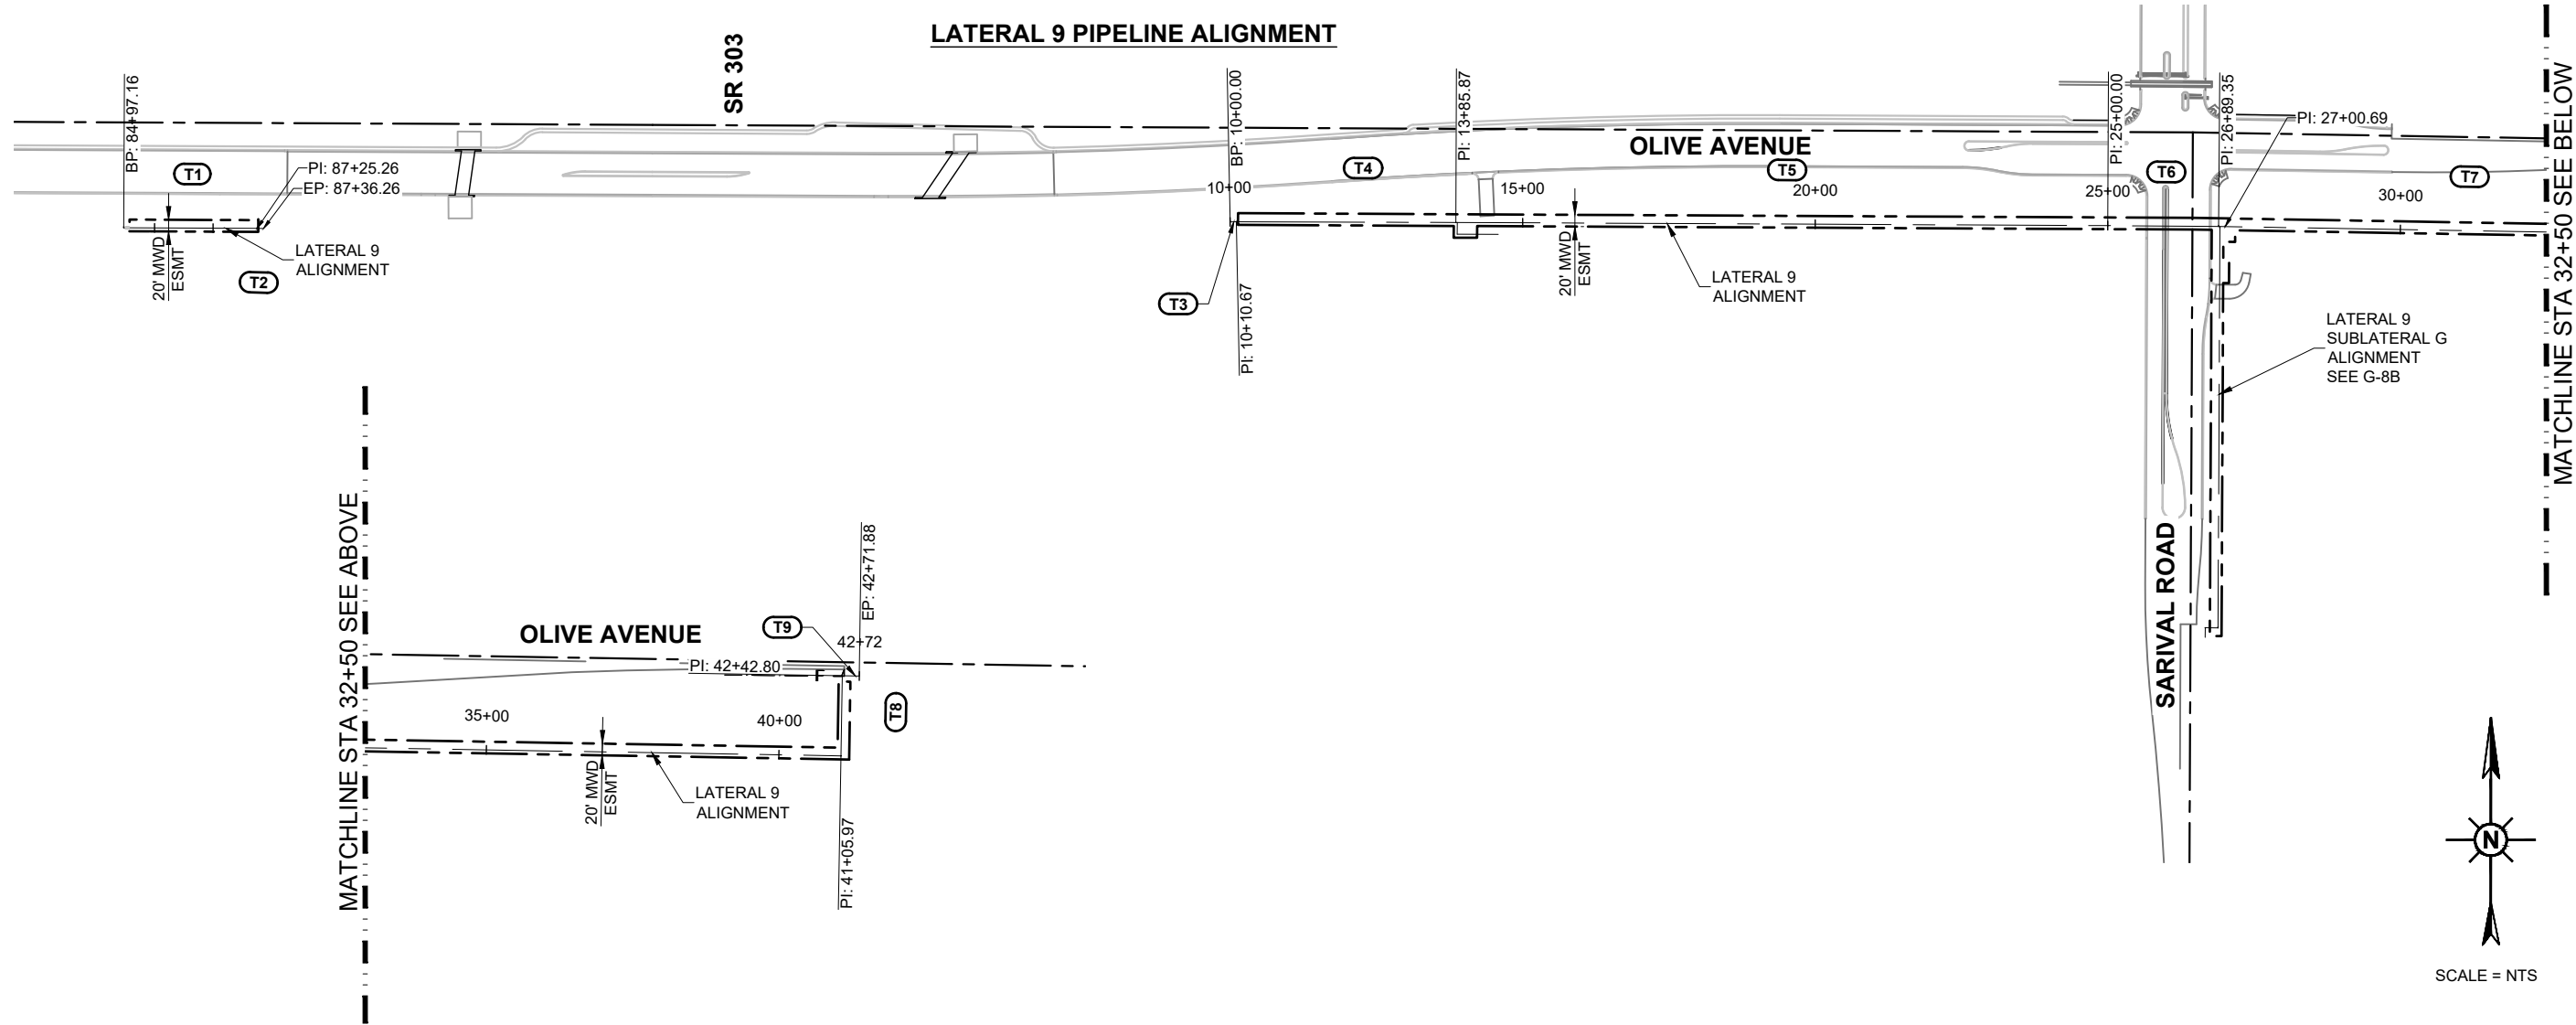 LATERAL 9 PIPELINE ALIGNMENT
SR 303
BP: 84+97.16
T1
PI: 87+25.26
EP: 87+36.26
20' MWD
ESMT
LATERAL 9
ALIGNMENT
T2
BP: 10+00.00
10+00
T3
PI: 10+10.67
T4
PI: 13+85.87
15+00
OLIVE AVENUE
T5
20+00
20' MWD
ESMT
LATERAL 9
ALIGNMENT
PI: 25+00.00
25+00
T6
PI: 26+89.35
PI: 27+00.69
30+00
T7
MATCHLINE STA 32+50 SEE BELOW
LATERAL 9
SUBLATERAL G
ALIGNMENT
SEE G-8B
SARIVAL ROAD
MATCHLINE STA 32+50 SEE ABOVE
OLIVE AVENUE
T9
EP: 42+71.88
42+72
PI: 42+42.80
F
T8
35+00
40+00
20' MWD
ESMT
LATERAL 9
ALIGNMENT
PI: 41+05.97
N
SCALE = NTS